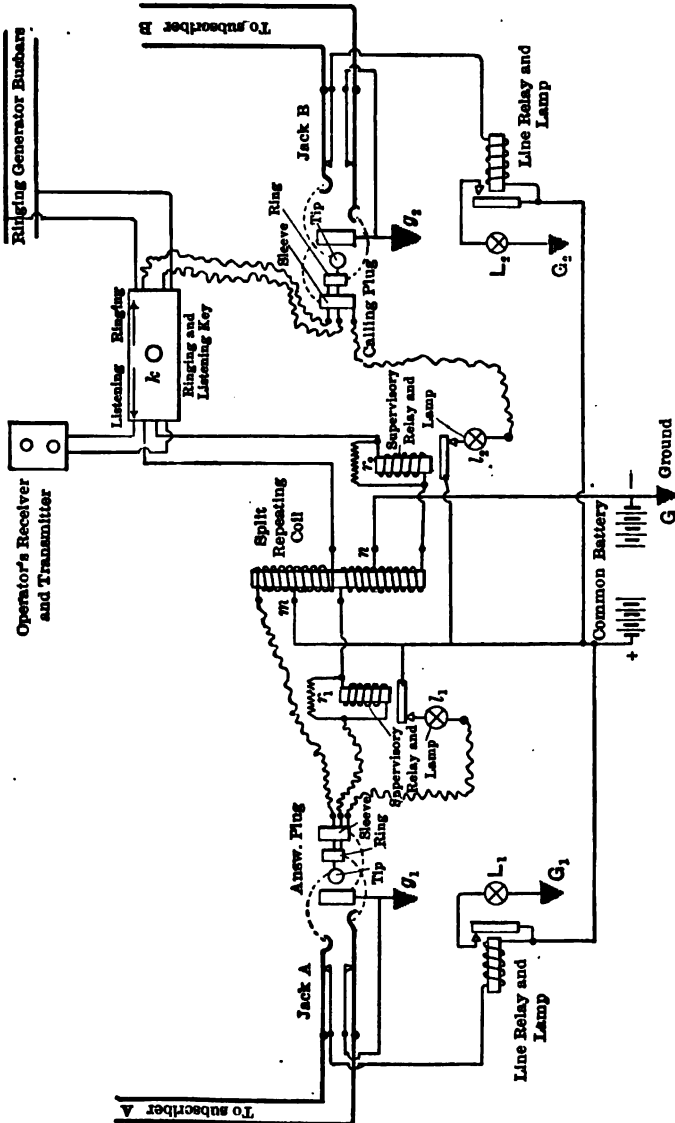 Ringing Generator Busbars
To subscriber B
Operator's Receiver
and Transmitter
Listening
Ringing
k
Ringing and
Listening Key
Jack B
Ring
Tip
Sleeve
Calling Plug
g2
Line Relay and
Lamp
L2
G2
Split
Repeating
Coil
m
n
r2
Supervisory
Relay and
Lamp
l2
Common Battery
+
−
G
Ground
r1
Supervisory
Relay and
Lamp
l1
Answ. Plug
Sleeve
Ring
Tip
g1
Jack A
L1
G1
Line Relay and
Lamp
To subscriber A